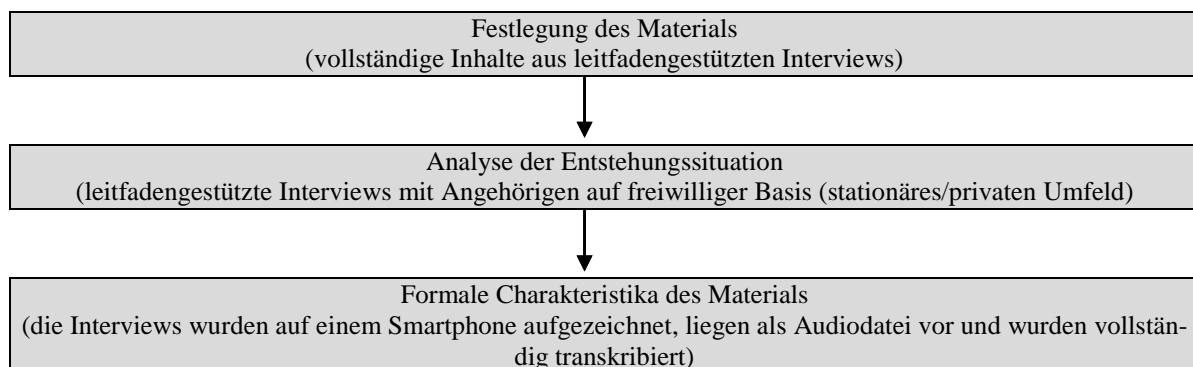 Festlegung des Materials
(vollständige Inhalte aus leitfadengestützten Interviews)
Analyse der Entstehungssituation
(leitfadengestützte Interviews mit Angehörigen auf freiwilliger Basis (stationäres/privaten Umfeld)
Formale Charakteristika des Materials
(die Interviews wurden auf einem Smartphone aufgezeichnet, liegen als Audiodatei vor und wurden vollstän-
dig transkribiert)